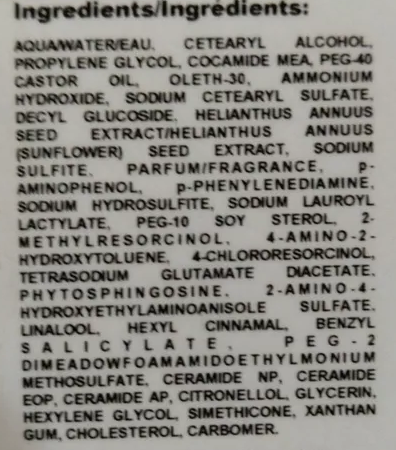 Ingredients/Ingrédients:
AQUA/WATER/EAU, CETEARYL ALCOHOL,
PROPYLENE GLYCOL, COCAMIDE MEA, PEG-40
CASTOR OIL, OLETH-30, AMMONIUM
HYDROXIDE, SODIUM CETEARYL SULFATE,
DECYL GLUCOSIDE, HELIANTHUS ANNUUS
SEED EXTRACT/HELIANTHUS ANNUUS
(SUNFLOWER) SEED EXTRACT, SODIUM
SULFITE, PARFUM/FRAGRANCE, p-
AMINOPHENOL, p-PHENYLENEDIAMINE,
SODIUM HYDROSULFITE, SODIUM LAUROYL
LACTYLATE, PEG-10 SOY STEROL, 2-
METHYLRESORCINOL, 4-AMINO-2-
HYDROXYTOLUENE, 4-CHLORORESORCINOL,
TETRASODIUM GLUTAMATE DIACETATE,
PHYTOSPHINGOSINE, 2-AMINO-4-
HYDROXYETHYLAMINOANISOLE SULFATE,
LINALOOL, HEXYL CINNAMAL, BENZYL
SALICYLATE, PEG-2
DIMEADOWFOAMAMIDOETHYLMONIUM
METHOSULFATE, CERAMIDE NP, CERAMIDE
EOP, CERAMIDE AP, CITRONELLOL, GLYCERIN,
HEXYLENE GLYCOL, SIMETHICONE, XANTHAN
GUM, CHOLESTEROL, CARBOMER.